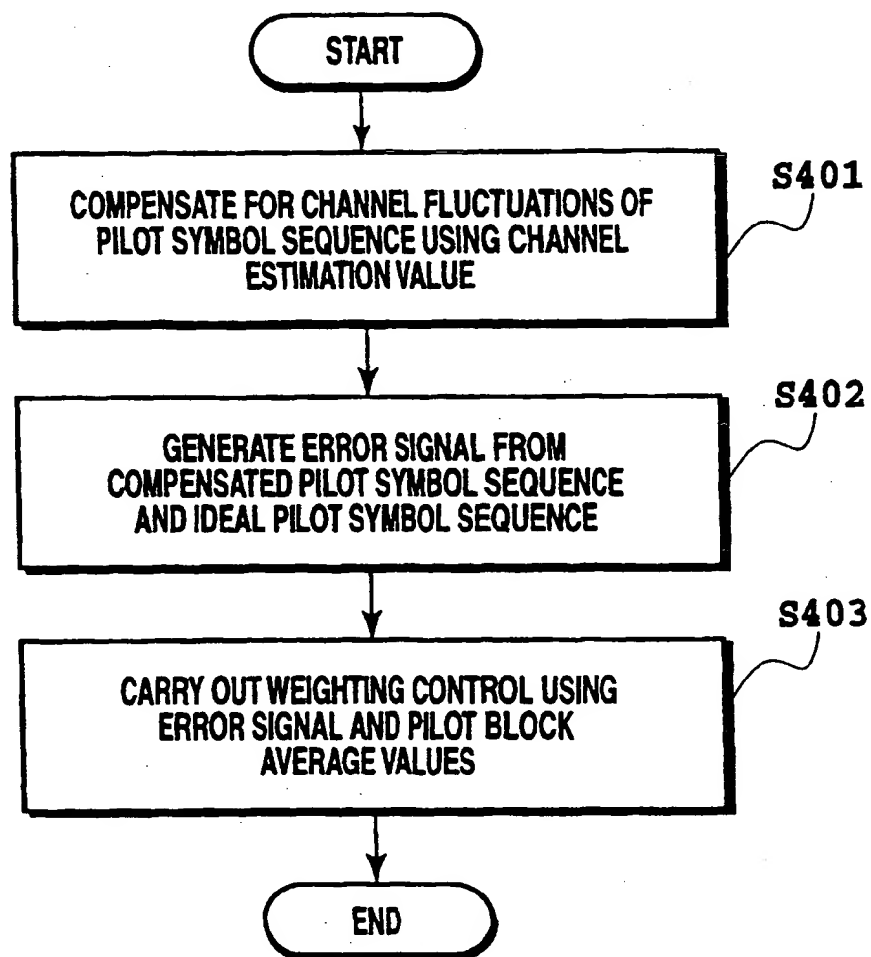 START
S401
COMPENSATE FOR CHANNEL FLUCTUATIONS OF
PILOT SYMBOL SEQUENCE USING CHANNEL
ESTIMATION VALUE
S402
GENERATE ERROR SIGNAL FROM
COMPENSATED PILOT SYMBOL SEQUENCE
AND IDEAL PILOT SYMBOL SEQUENCE
S403
CARRY OUT WEIGHTING CONTROL USING
ERROR SIGNAL AND PILOT BLOCK
AVERAGE VALUES
END